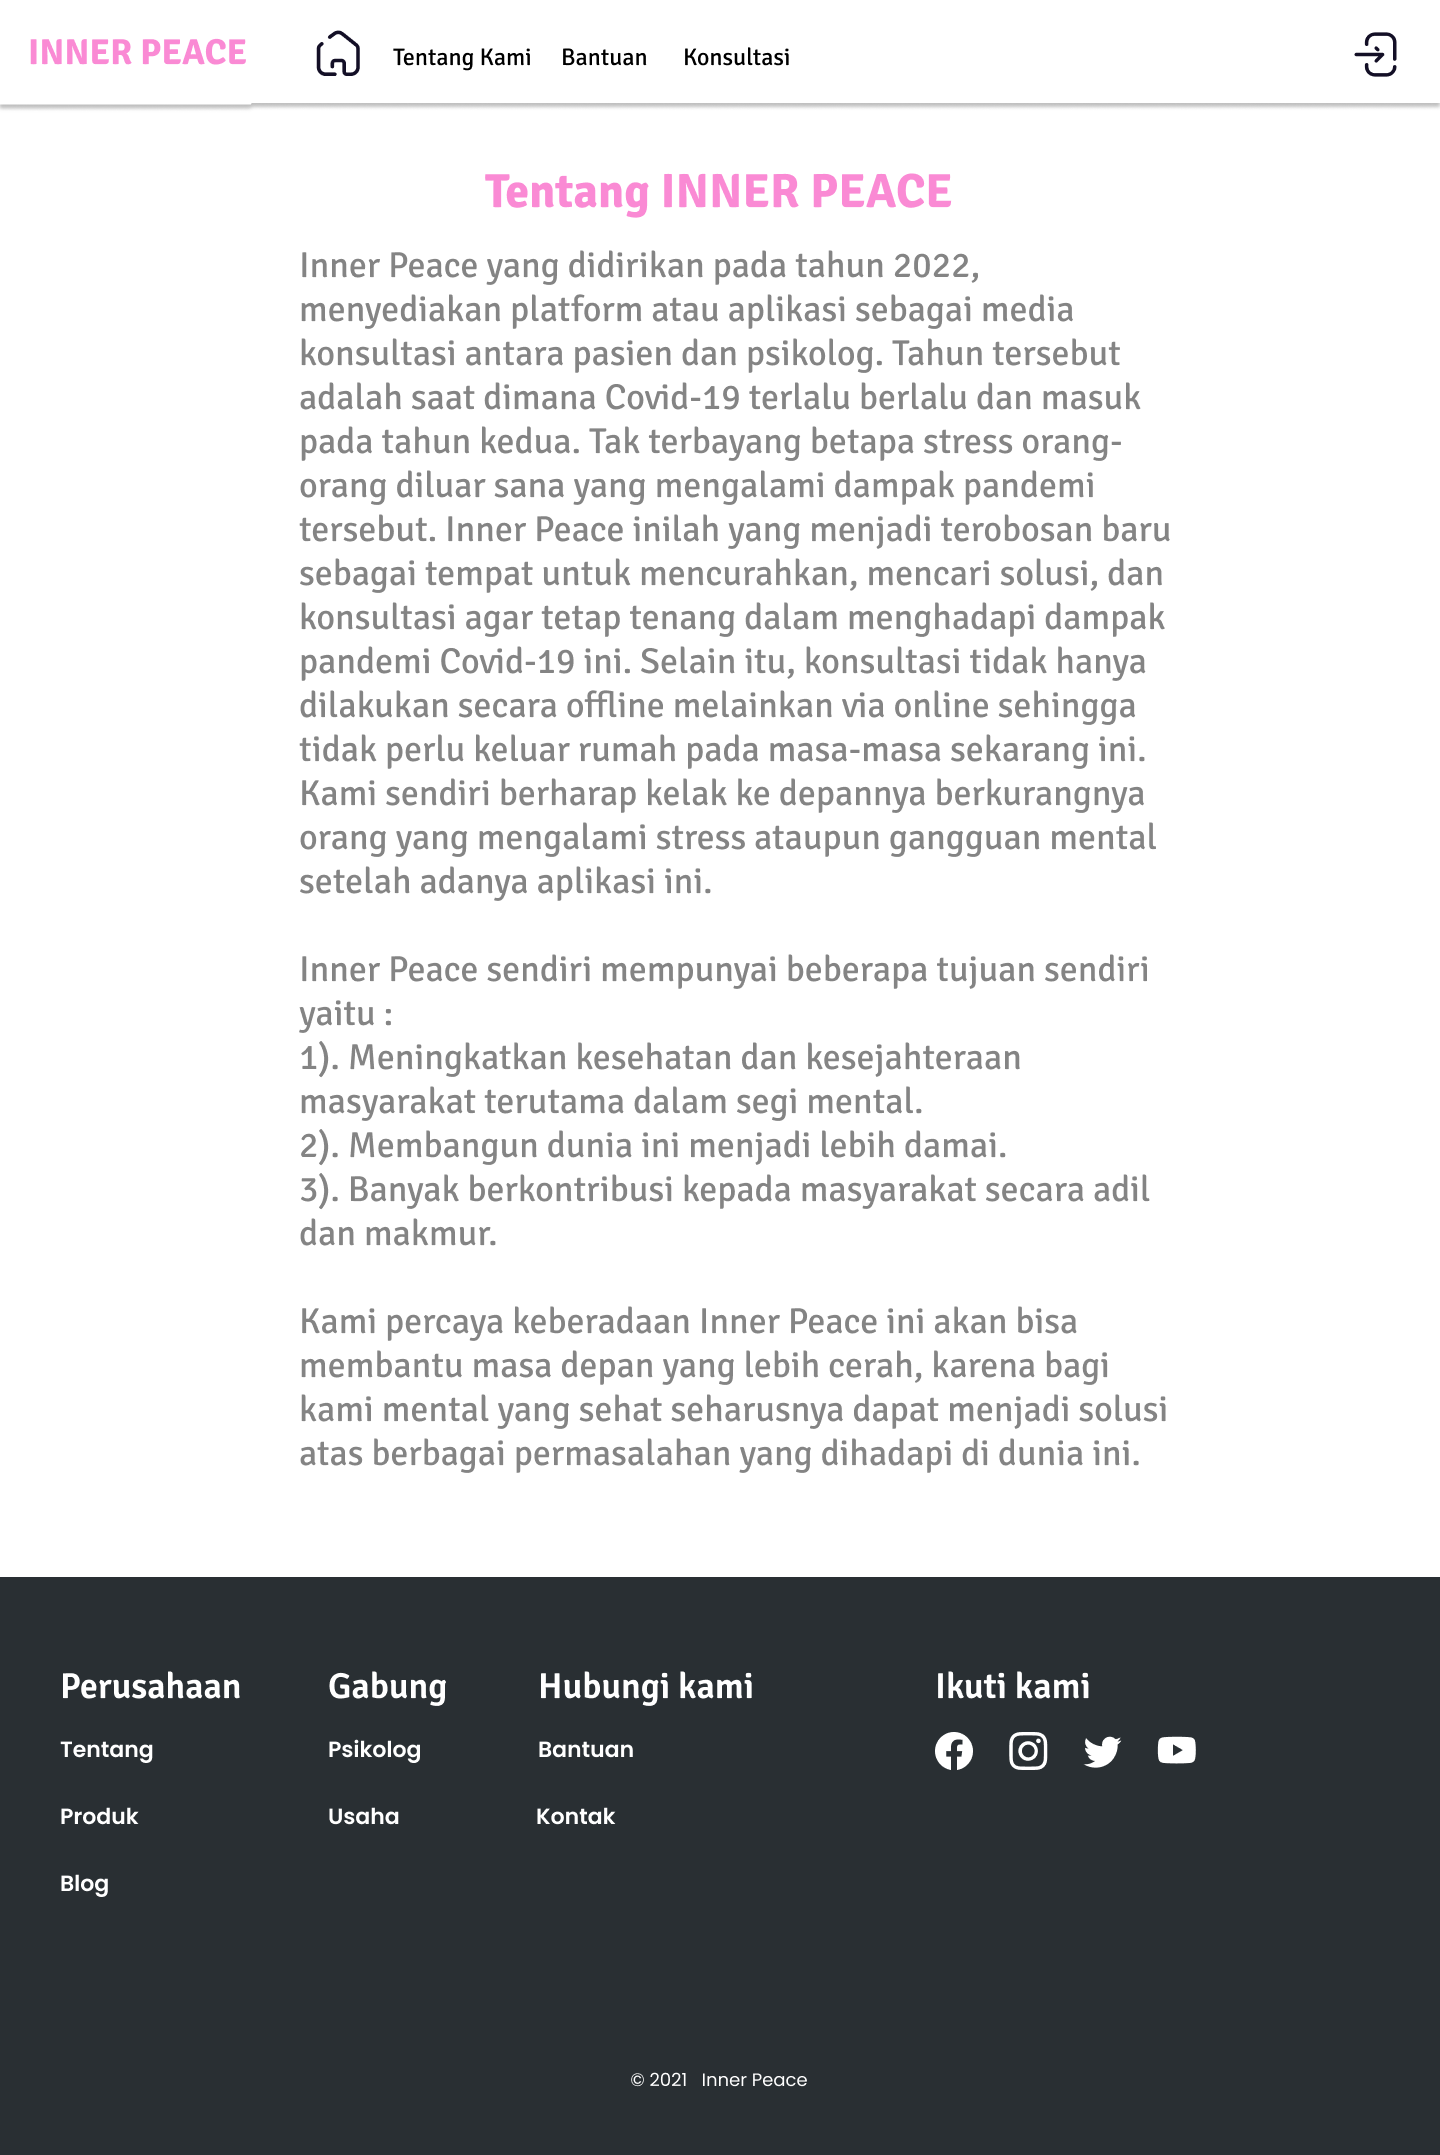 INNER PEACE
Tentang Kami Bantuan Konsultasi
Tentang INNER PEACE
Inner Peace yang didirikan pada tahun 2022,
menyediakan platform atau aplikasi sebagai media
konsultasi antara pasien dan psikolog. Tahun tersebut
adalah saat dimana Covid-19 terlalu berlalu dan masuk
pada tahun kedua. Tak terbayang betapa stress orang-
orang diluar sana yang mengalami dampak pandemi
tersebut. Inner Peace inilah yang menjadi terobosan baru
sebagai tempat untuk mencurahkan, mencari solusi, dan
konsultasi agar tetap tenang dalam menghadapi dampak
pandemi Covid-19 ini. Selain itu, konsultasi tidak hanya
dilakukan secara offline melainkan via online sehingga
tidak perlu keluar rumah pada masa-masa sekarang ini.
Kami sendiri berharap kelak ke depannya berkurangnya
orang yang mengalami stress ataupun gangguan mental
setelah adanya aplikasi ini.
Inner Peace sendiri mempunyai beberapa tujuan sendiri
yaitu :
1). Meningkatkan kesehatan dan kesejahteraan
masyarakat terutama dalam segi mental.
2). Membangun dunia ini menjadi lebih damai.
3). Banyak berkontribusi kepada masyarakat secara adil
dan makmur.
Kami percaya keberadaan Inner Peace ini akan bisa
membantu masa depan yang lebih cerah, karena bagi
kami mental yang sehat seharusnya dapat menjadi solusi
atas berbagai permasalahan yang dihadapi di dunia ini.
Perusahaan
Tentang
Produk
Blog
Gabung
Psikolog
Usaha
Hubungi kami
Bantuan
Kontak
Ikuti kami
© 2021 Inner Peace